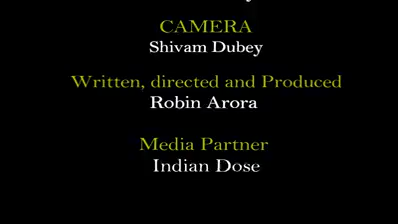 CAMERA
Shivam Dubey
Written, directed and Produced
Robin Arora
Media Partner
Indian Dose